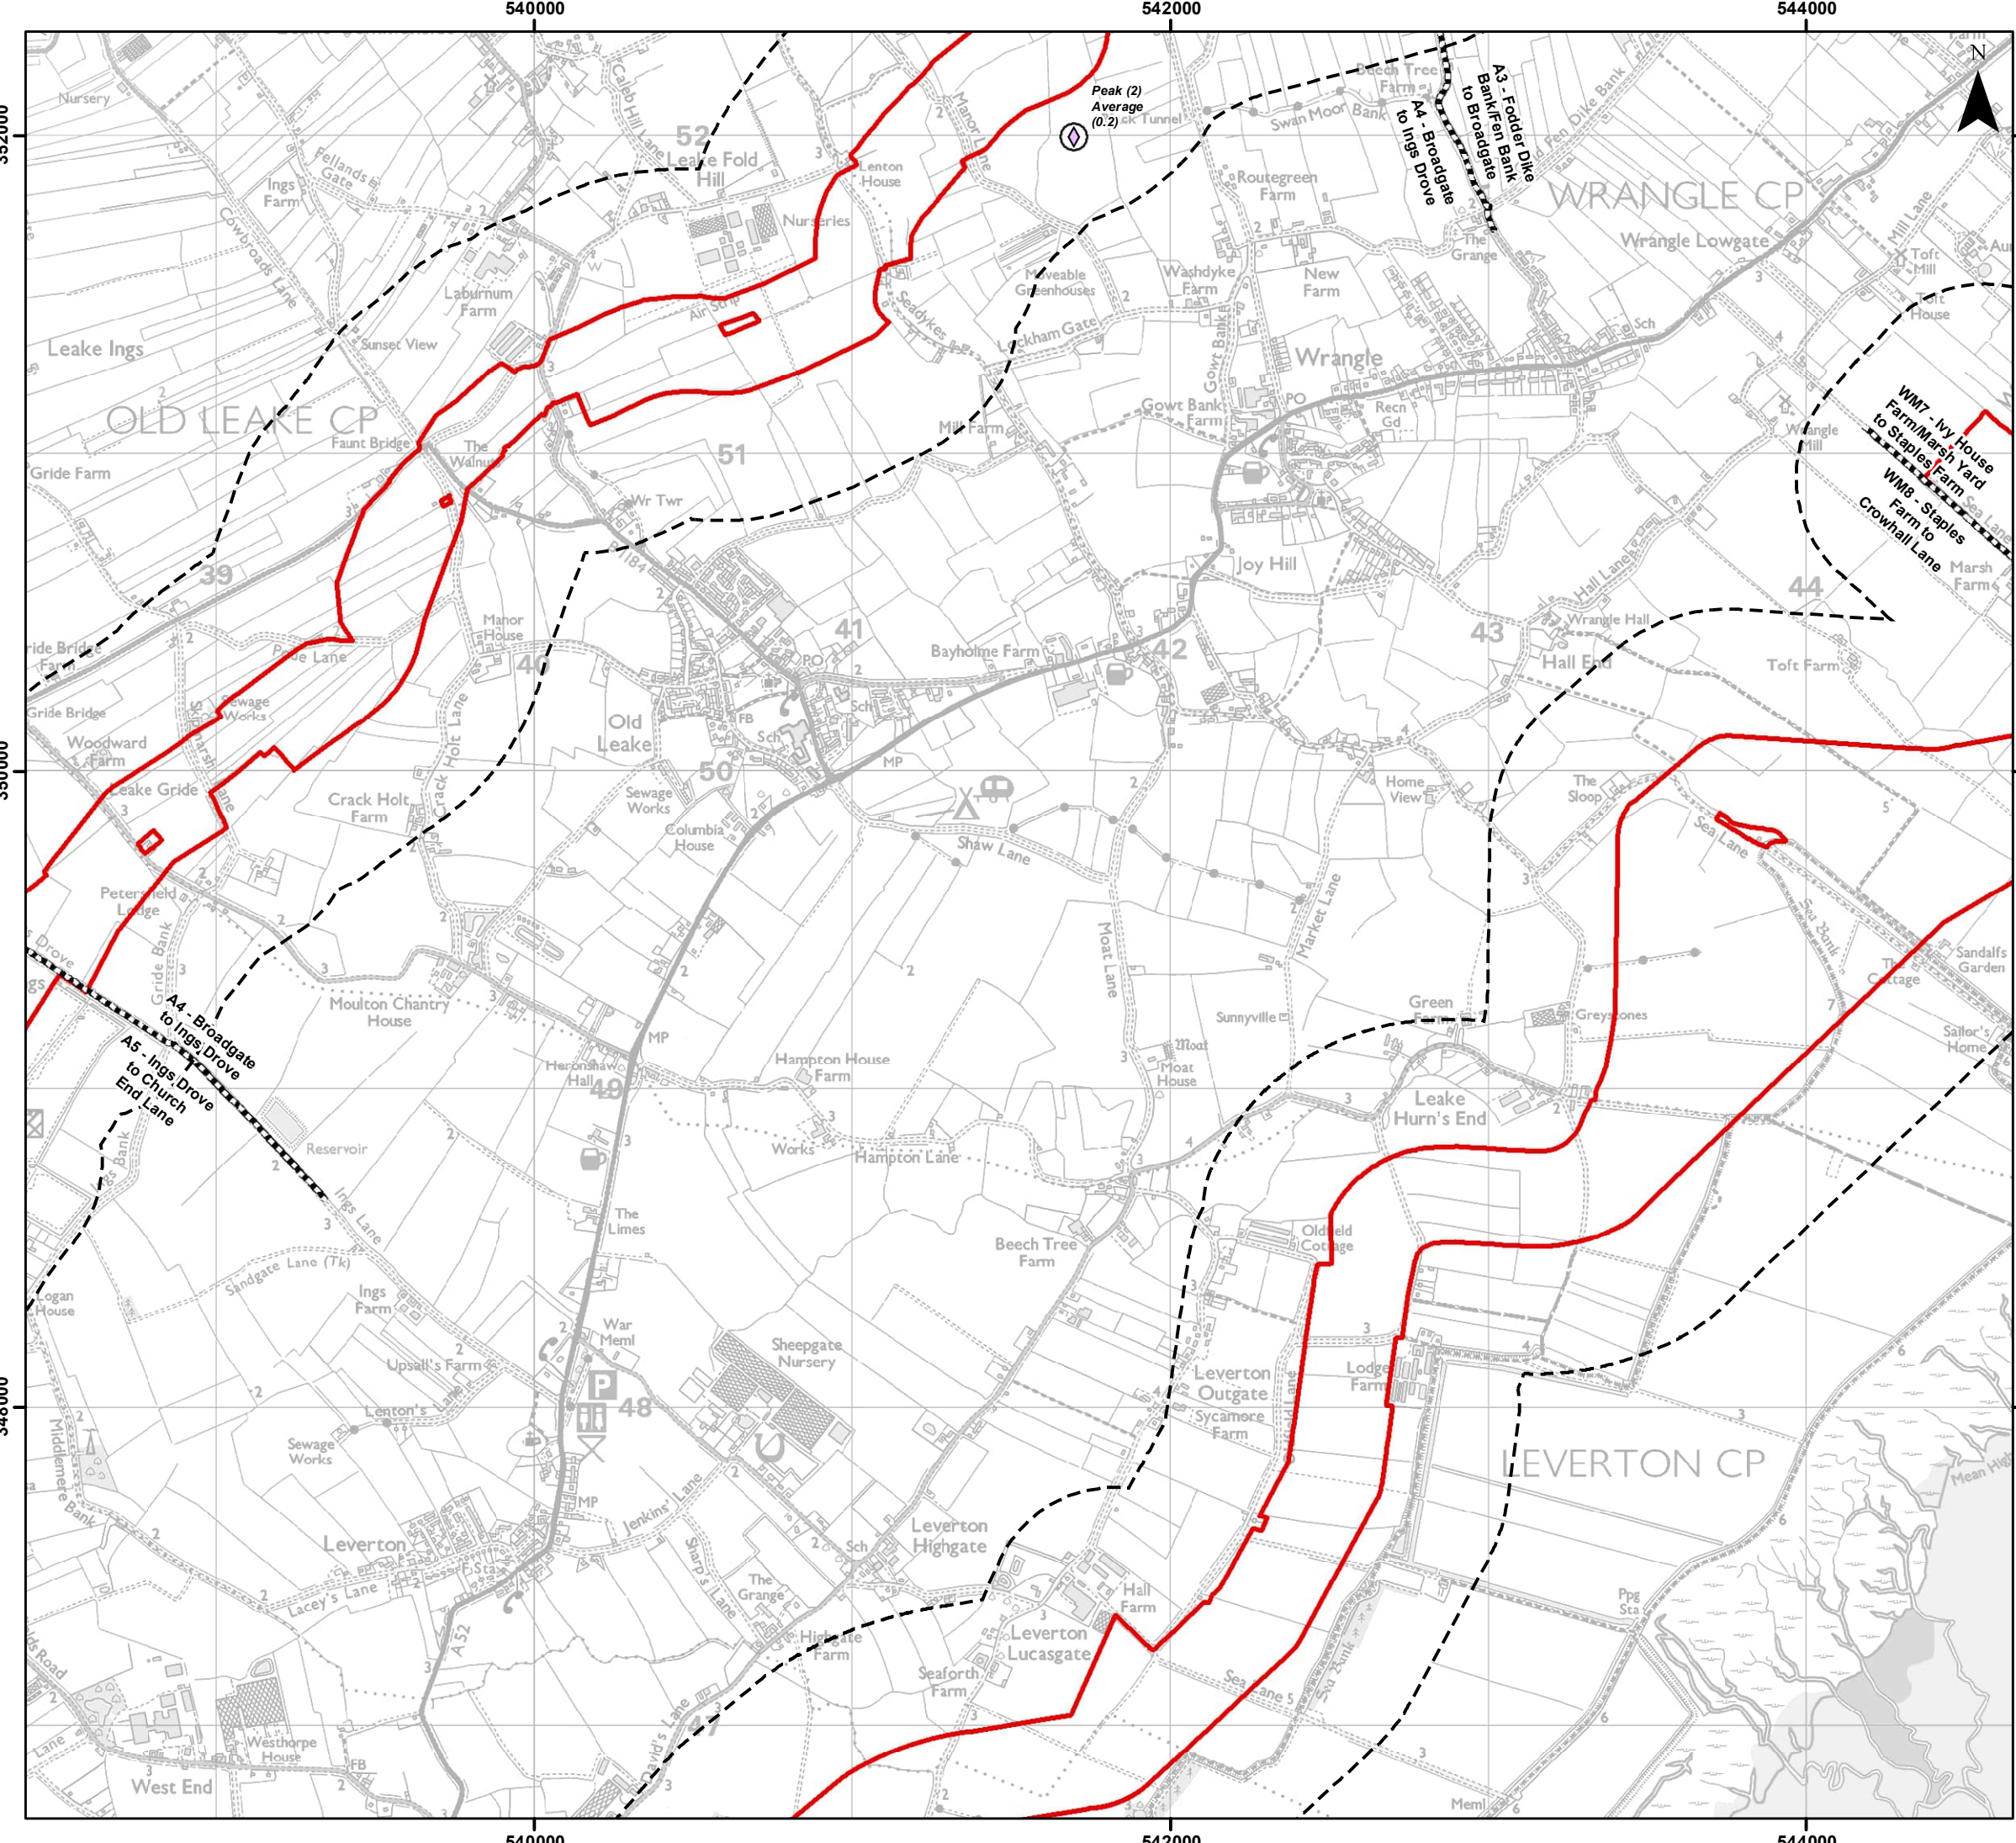 540000
542000
544000
N
352000
350000
348000
540000
542000
544000
Peak (2)
Average
(0.2)
A3 - Fodder Dike
Bank/Fen Bank
to Broadgate
A4 - Broadgate
to Ings Drove
WM7 - Ivy House
Farm/Marsh Yard
to Staples Farm
WM8 - Staples
Farm to
Crowhall Lane
A4 - Broadgate
to Ings Drove
A5 - Ings Drove
to Church
End Lane
Nursery
Caleb Hill Lane
Manor Lane
Beech Tree
Farm
Swan Moor Bank
Fen Dike Bank
52
Leake Fold
Hill
Lenton
House
Fellands
Gate
Ings
Farm
Cowbroads Lane
Routegreen
Farm
WRANGLE CP
Wrangle Lowgate
Mill Lane
Toft
Mill
Toft
House
Nurseries
The
Grange
New
Farm
Washdyke
Farm
Moveable
Greenhouses
W
Laburnum
Farm
Air Strip
Seadykes
Lockham Gate
Gowt Bank
Sch
Leake Ings
Sunset View
Wrangle
PO
Recn
Gd
OLD LEAKE CP
Faunt Bridge
The
Walnuts
Gowt Bank
Farm
Mill Farm
Wrangle
Mill
Gride Farm
51
Wr Twr
39
Joy Hill
Hall Lane
44
Marsh
Farm
Manor
House
41
Bayholme Farm
42
43
Wrangle Hall
Hall End
Toft Farm
Pode Lane
40
PO
Sewage
Works
Gride Bridge
Woodward
Farm
Old
Leake
FB
Sch
Sch
MP
50
Leake Gride
Crack Holt Lane
Crack Holt
Farm
Sewage
Works
Columbia
House
Shaw Lane
Home
View
The
Sloop
Sea Lane
Sea Bank
Petersfield
Lodge
Gride Bank
Moat Lane
Market Lane
Sandalfs
Garden
The
Cottage
Sailor's
Home
Moulton Chantry
House
Sunnyville
Green
Farm
Greystones
MP
Heronshaw
Hall
49
Hampton House
Farm
Moat
Moat
House
Leake
Hurn's End
Reservoir
Works
Hampton Lane
Ings Lane
The
Limes
Beech Tree
Farm
Oldfield
Cottage
Sandgate Lane (Tk)
Logan
House
Ings
Farm
War
Meml
Sheepgate
Nursery
Upsall's Farm
P
48
Lenton's Lane
Leverton
Outgate
Sycamore
Farm
Lodge
Farm
Sewage
Works
Middlemere Bank
LEVERTON CP
MP
Jenkins' Lane
Leverton
Leverton
Highgate
Sch
Sharp's Lane
Lacey's Lane
The
Grange
Hall
Farm
Ppg
Sta
A52
Highgate
Farm
Leverton
Lucasgate
Seaforth
Farm
Sea Lane
Sea Bank
47
Westhorpe
House
FB
West End
Meml